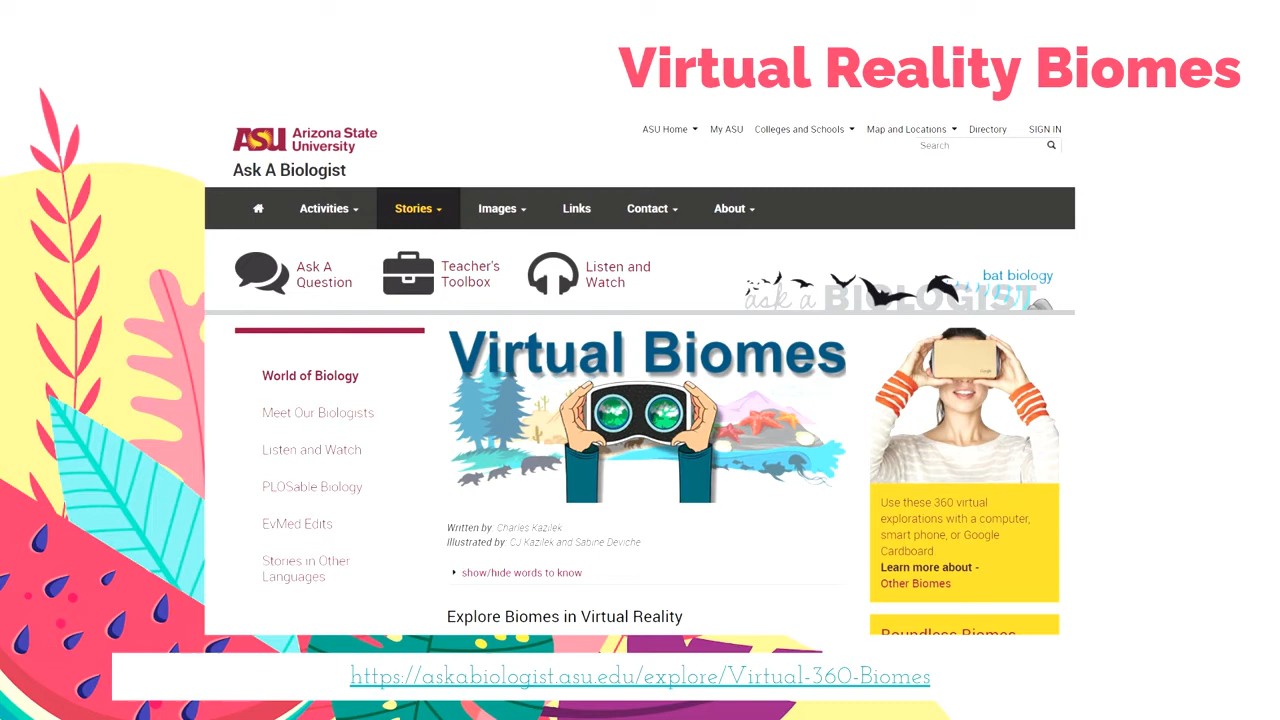 Virtual Reality Biomes
ASU Arizona State
University
Ask A Biologist
ASU Home My ASU Colleges and Schools Map and Locations Directory SIGN IN
Search
Activities Stories Images Links Contact About
Ask A
Question
Teacher's
Toolbox
Listen and
Watch
bat biology
ask a BIOLOGIST
World of Biology
Meet Our Biologists
Listen and Watch
PLOSable Biology
EvMed Edits
Stories in Other
Languages
Virtual Biomes
Written by: Charles Kazilek
Illustrated by: CJ Kazilek and Sabine Deviche
show/hide words to know
Explore Biomes in Virtual Reality
Google
Use these 360 virtual
explorations with a computer,
smart phone, or Google
Cardboard
Learn more about -
Other Biomes
Boundless Biomes
https://askabiologist.asu.edu/explore/Virtual-360-Biomes